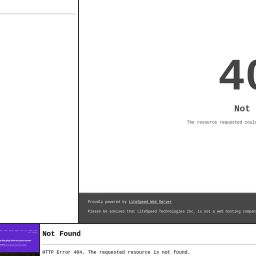 40
Not
The resource requested coul
Proudly powered by LiteSpeed Web Server
Please be advised that LiteSpeed Technologies Inc. is not a web hosting compan
Not Found
HTTP Error 404. The requested resource is not found.